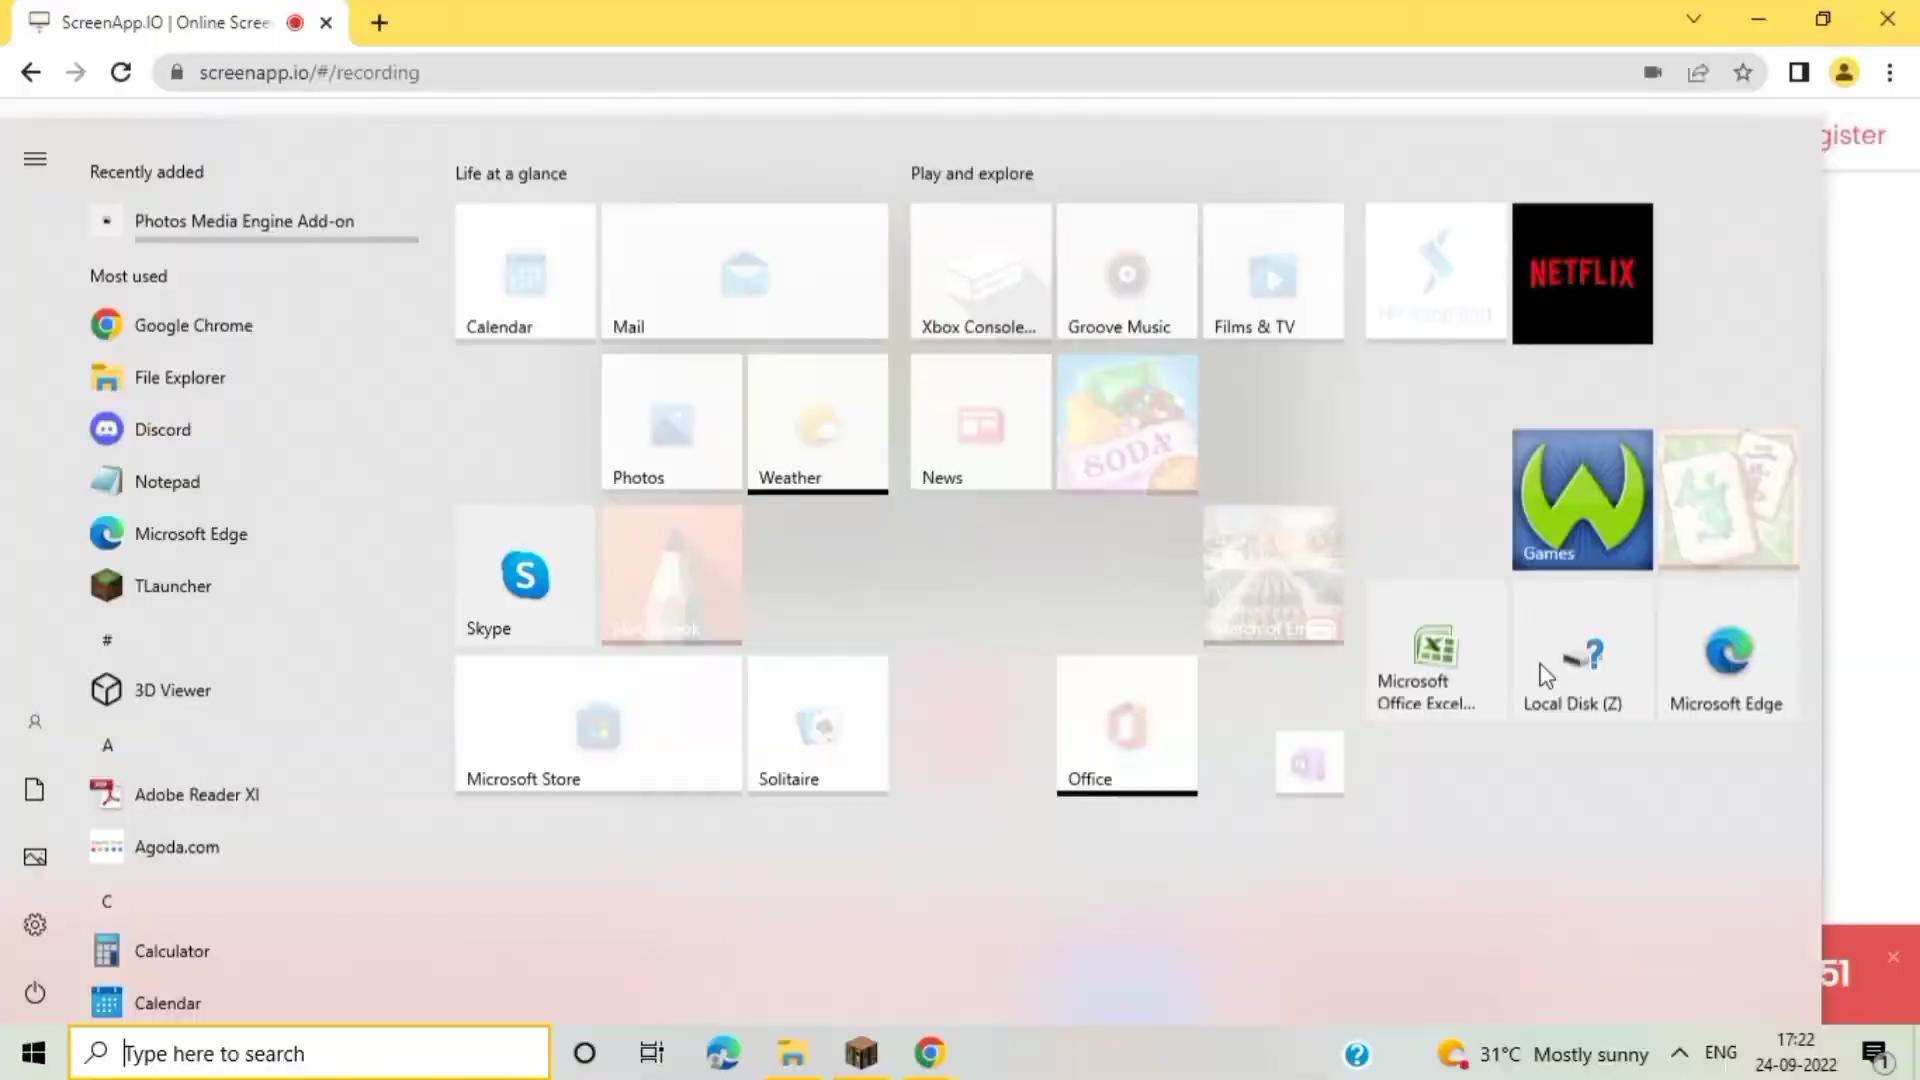 ScreenApp.IO | Online Scree
screenapp.io/#/recording
gister
Recently added
Photos Media Engine Add-on
Most used
Google Chrome
File Explorer
Discord
Notepad
Microsoft Edge
TLauncher
#
3D Viewer
A
Adobe Reader XI
Agoda.com
C
Calculator
Calendar
Life at a glance
Calendar
Mail
Photos
Weather
Skype
Microsoft Store
Solitaire
Play and explore
Xbox Console...
Groove Music
Films & TV
News
SODA
Office
NETFLIX
Games
Microsoft
Office Excel...
Local Disk (Z)
Microsoft Edge
51
Type here to search
31°C Mostly sunny
ENG
17:22
24-09-2022
1